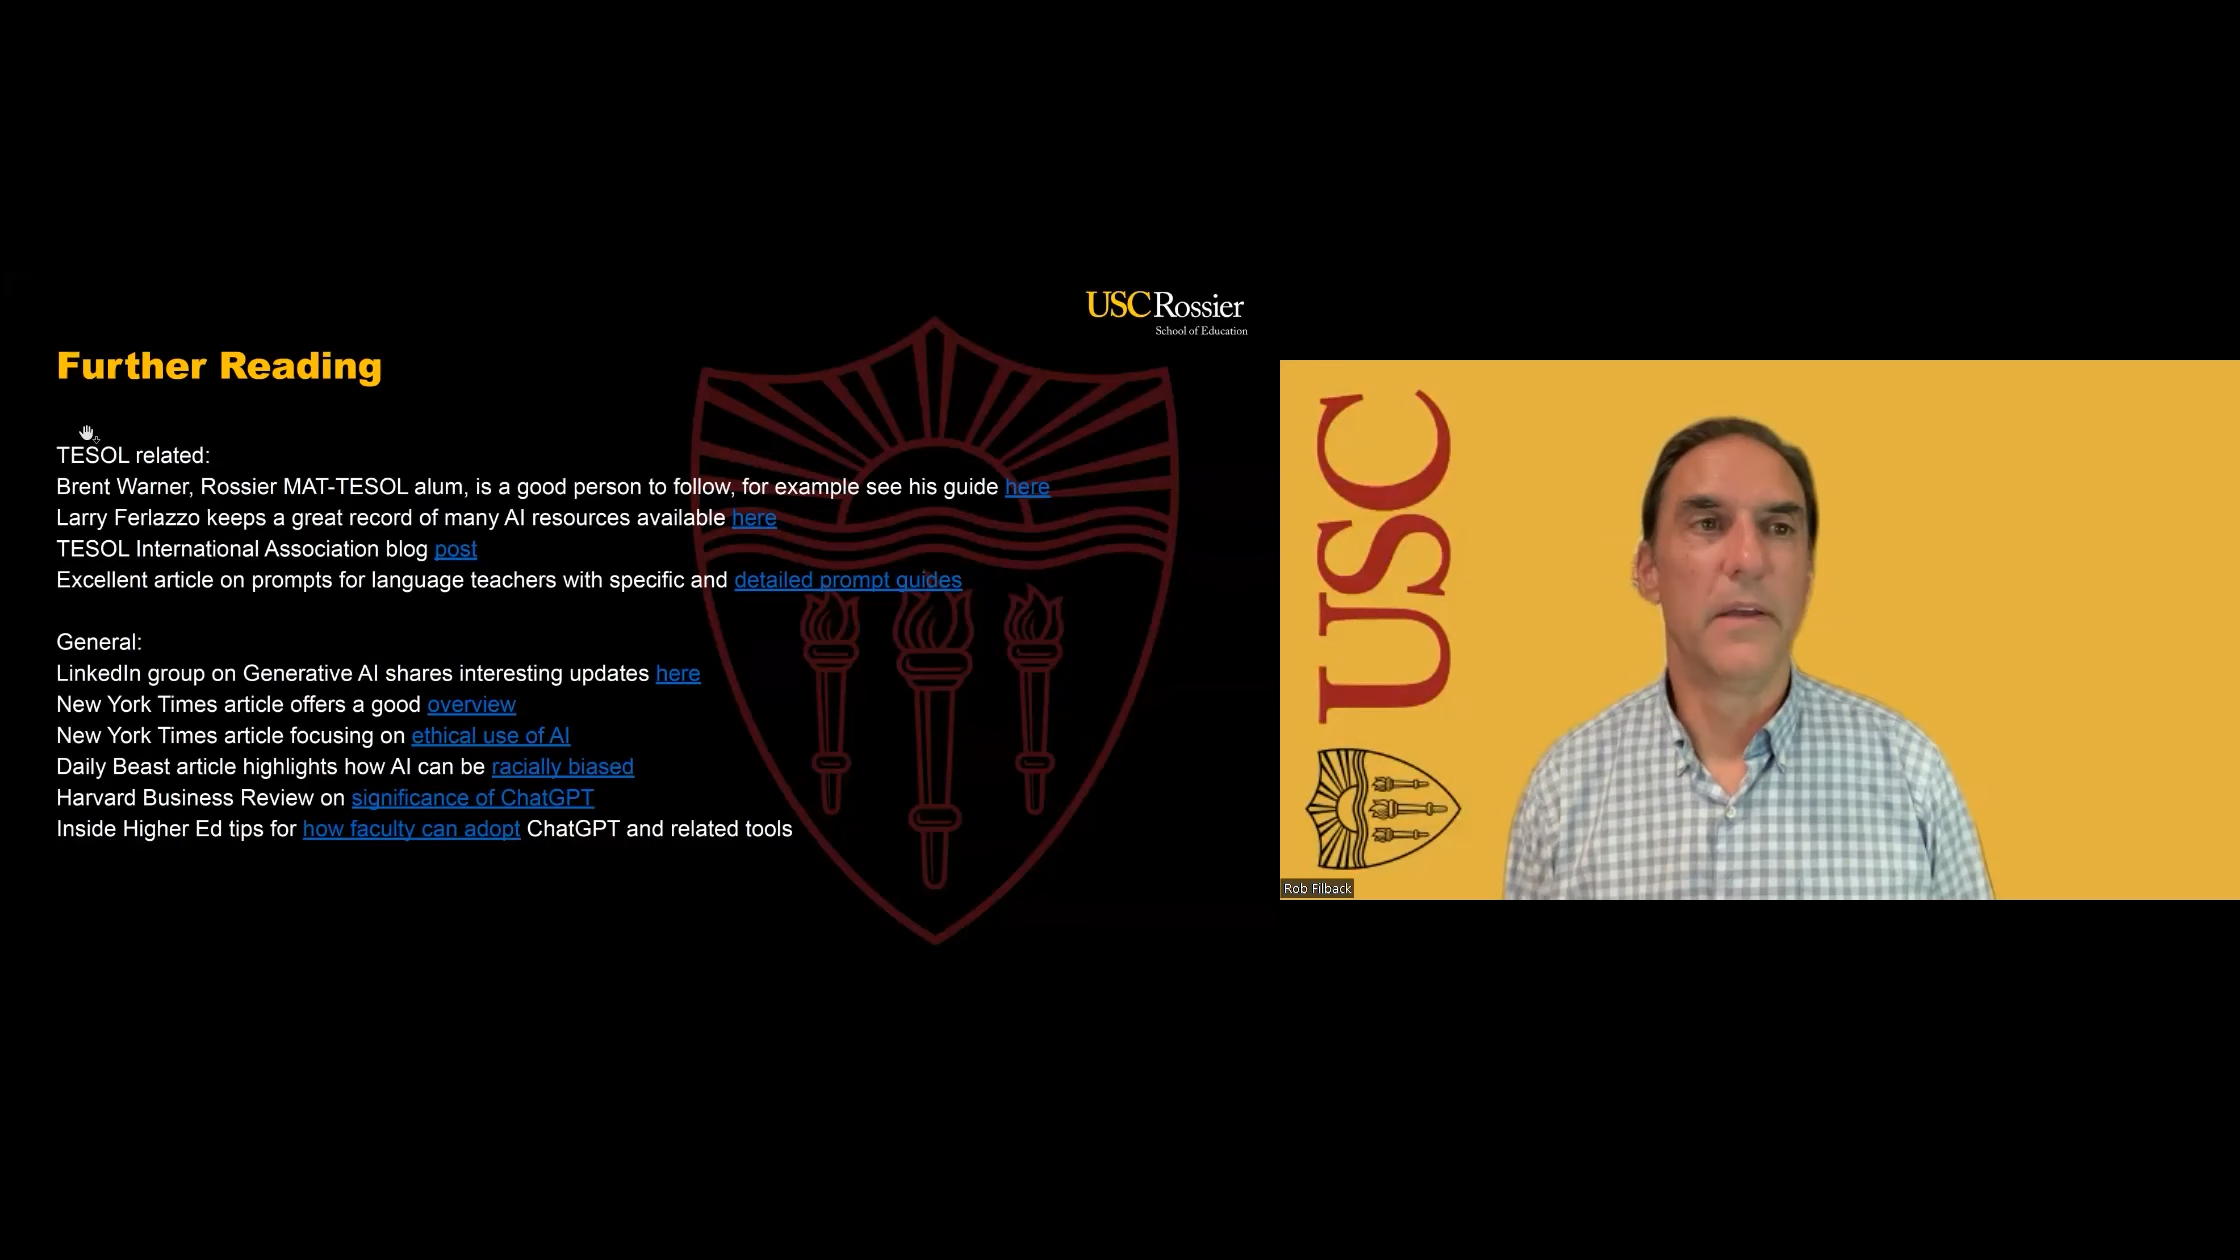 USC Rossier
School of Education
Further Reading
TESOL related:
Brent Warner, Rossier MAT-TESOL alum, is a good person to follow, for example see his guide here
Larry Ferlazzo keeps a great record of many AI resources available here
TESOL International Association blog post
Excellent article on prompts for language teachers with specific and detailed prompt guides
General:
LinkedIn group on Generative AI shares interesting updates here
New York Times article offers a good overview
New York Times article focusing on ethical use of AI
Daily Beast article highlights how AI can be racially biased
Harvard Business Review on significance of ChatGPT
Inside Higher Ed tips for how faculty can adopt ChatGPT and related tools
USC
Rob Filback